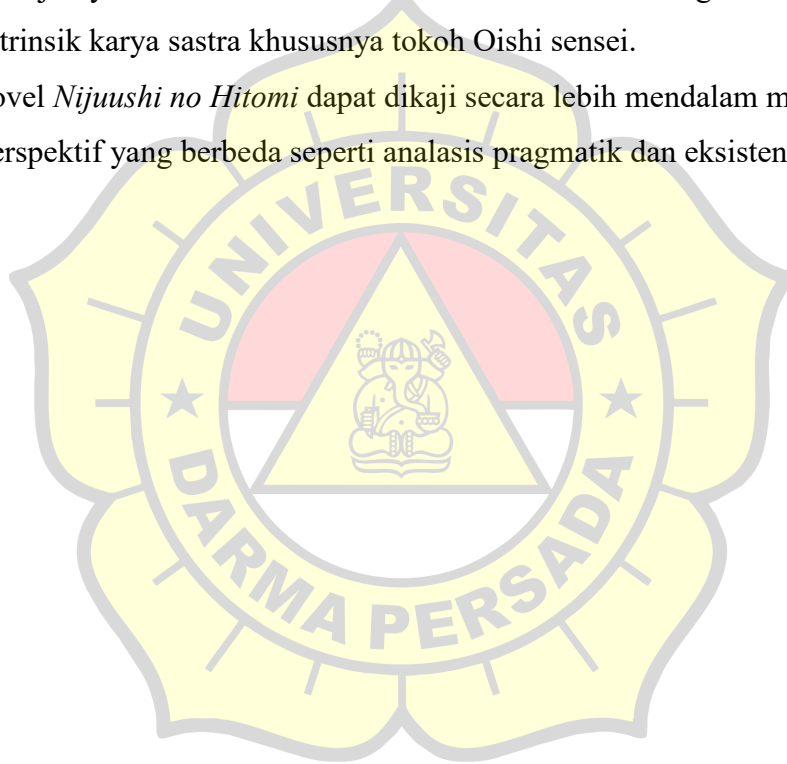 trinsik karya sastra khususnya tokoh Oishi sensei.
ovel Nijuushi no Hitomi dapat dikaji secara lebih mendalam m
erspektif yang berbeda seperti analasis pragmatik dan eksisten
UNIVERSITAS
DARMA PERSADA